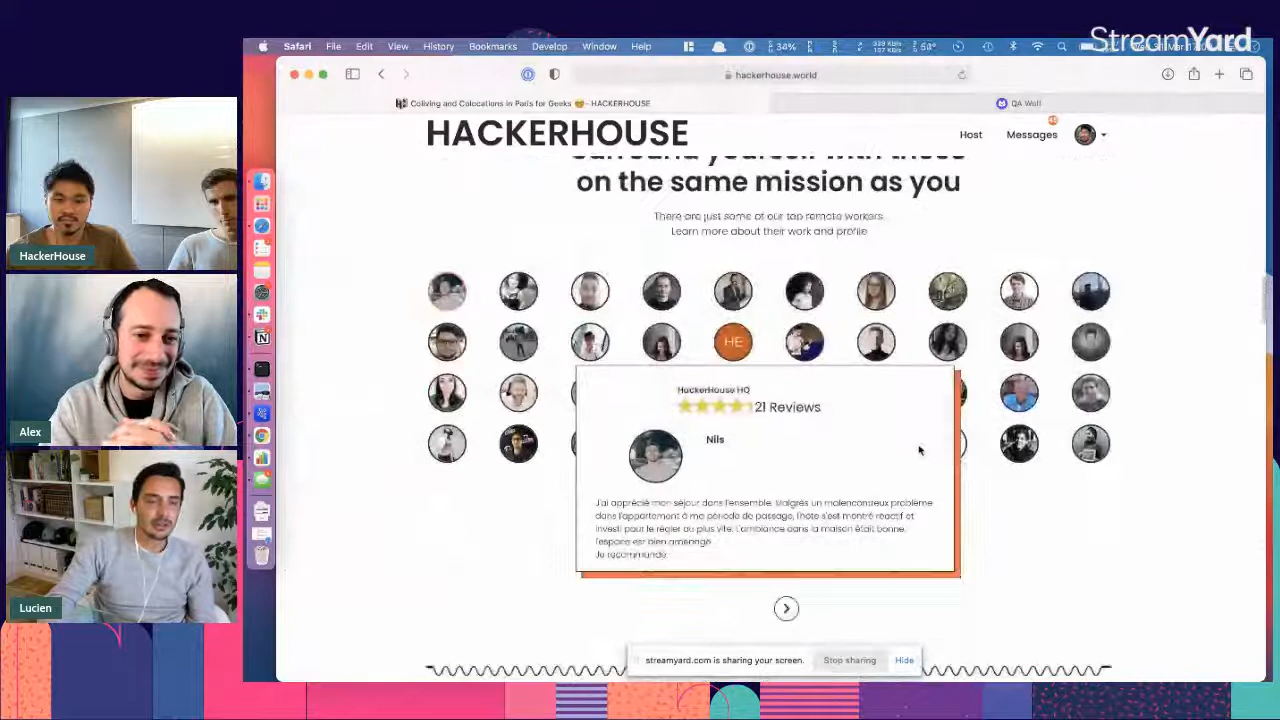 StreamYard
Safari File Edit View History Bookmarks Develop Window Help
34%
hackerhouse.world
Coliving and Colocations in Paris for Geeks 🤓 - HACKERHOUSE
QA Wolf
HACKERHOUSE
Host
Messages
on the same mission as you
There are just some of our top remote workers.
Learn more about their work and profile
HE
HackerHouse HQ
21 Reviews
Nils
J'ai apprécié mon séjour dans l'ensemble. Malgrés un malencontreux problème
dans l'appartement à ma période de passage, l'hote s'est montré réactif et
investi pour le régler au plus vite. L'ambiance dans la maison était bonne,
l'espace est bien aménagé.
Je recommande.
streamyard.com is sharing your screen.
Stop sharing
Hide
HackerHouse
Alex
Lucien